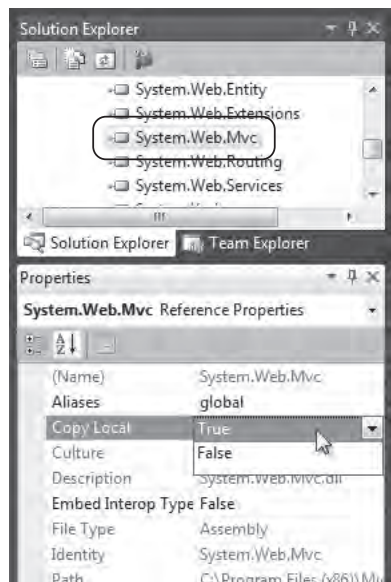 Solution Explorer
System.Web.Entity
System.Web.Extensions
System.Web.Mvc
System.Web.Routing
System.Web.Services
Solution Explorer Team Explorer
Properties
System.Web.Mvc Reference Properties
(Name) System.Web.Mvc
Aliases global
Copy Local True
Culture False
Description System.Web.Mvc.dll
Embed Interop Type False
File Type Assembly
Identity System.Web.Mvc
Path C:\Program Files (x86)\Mi